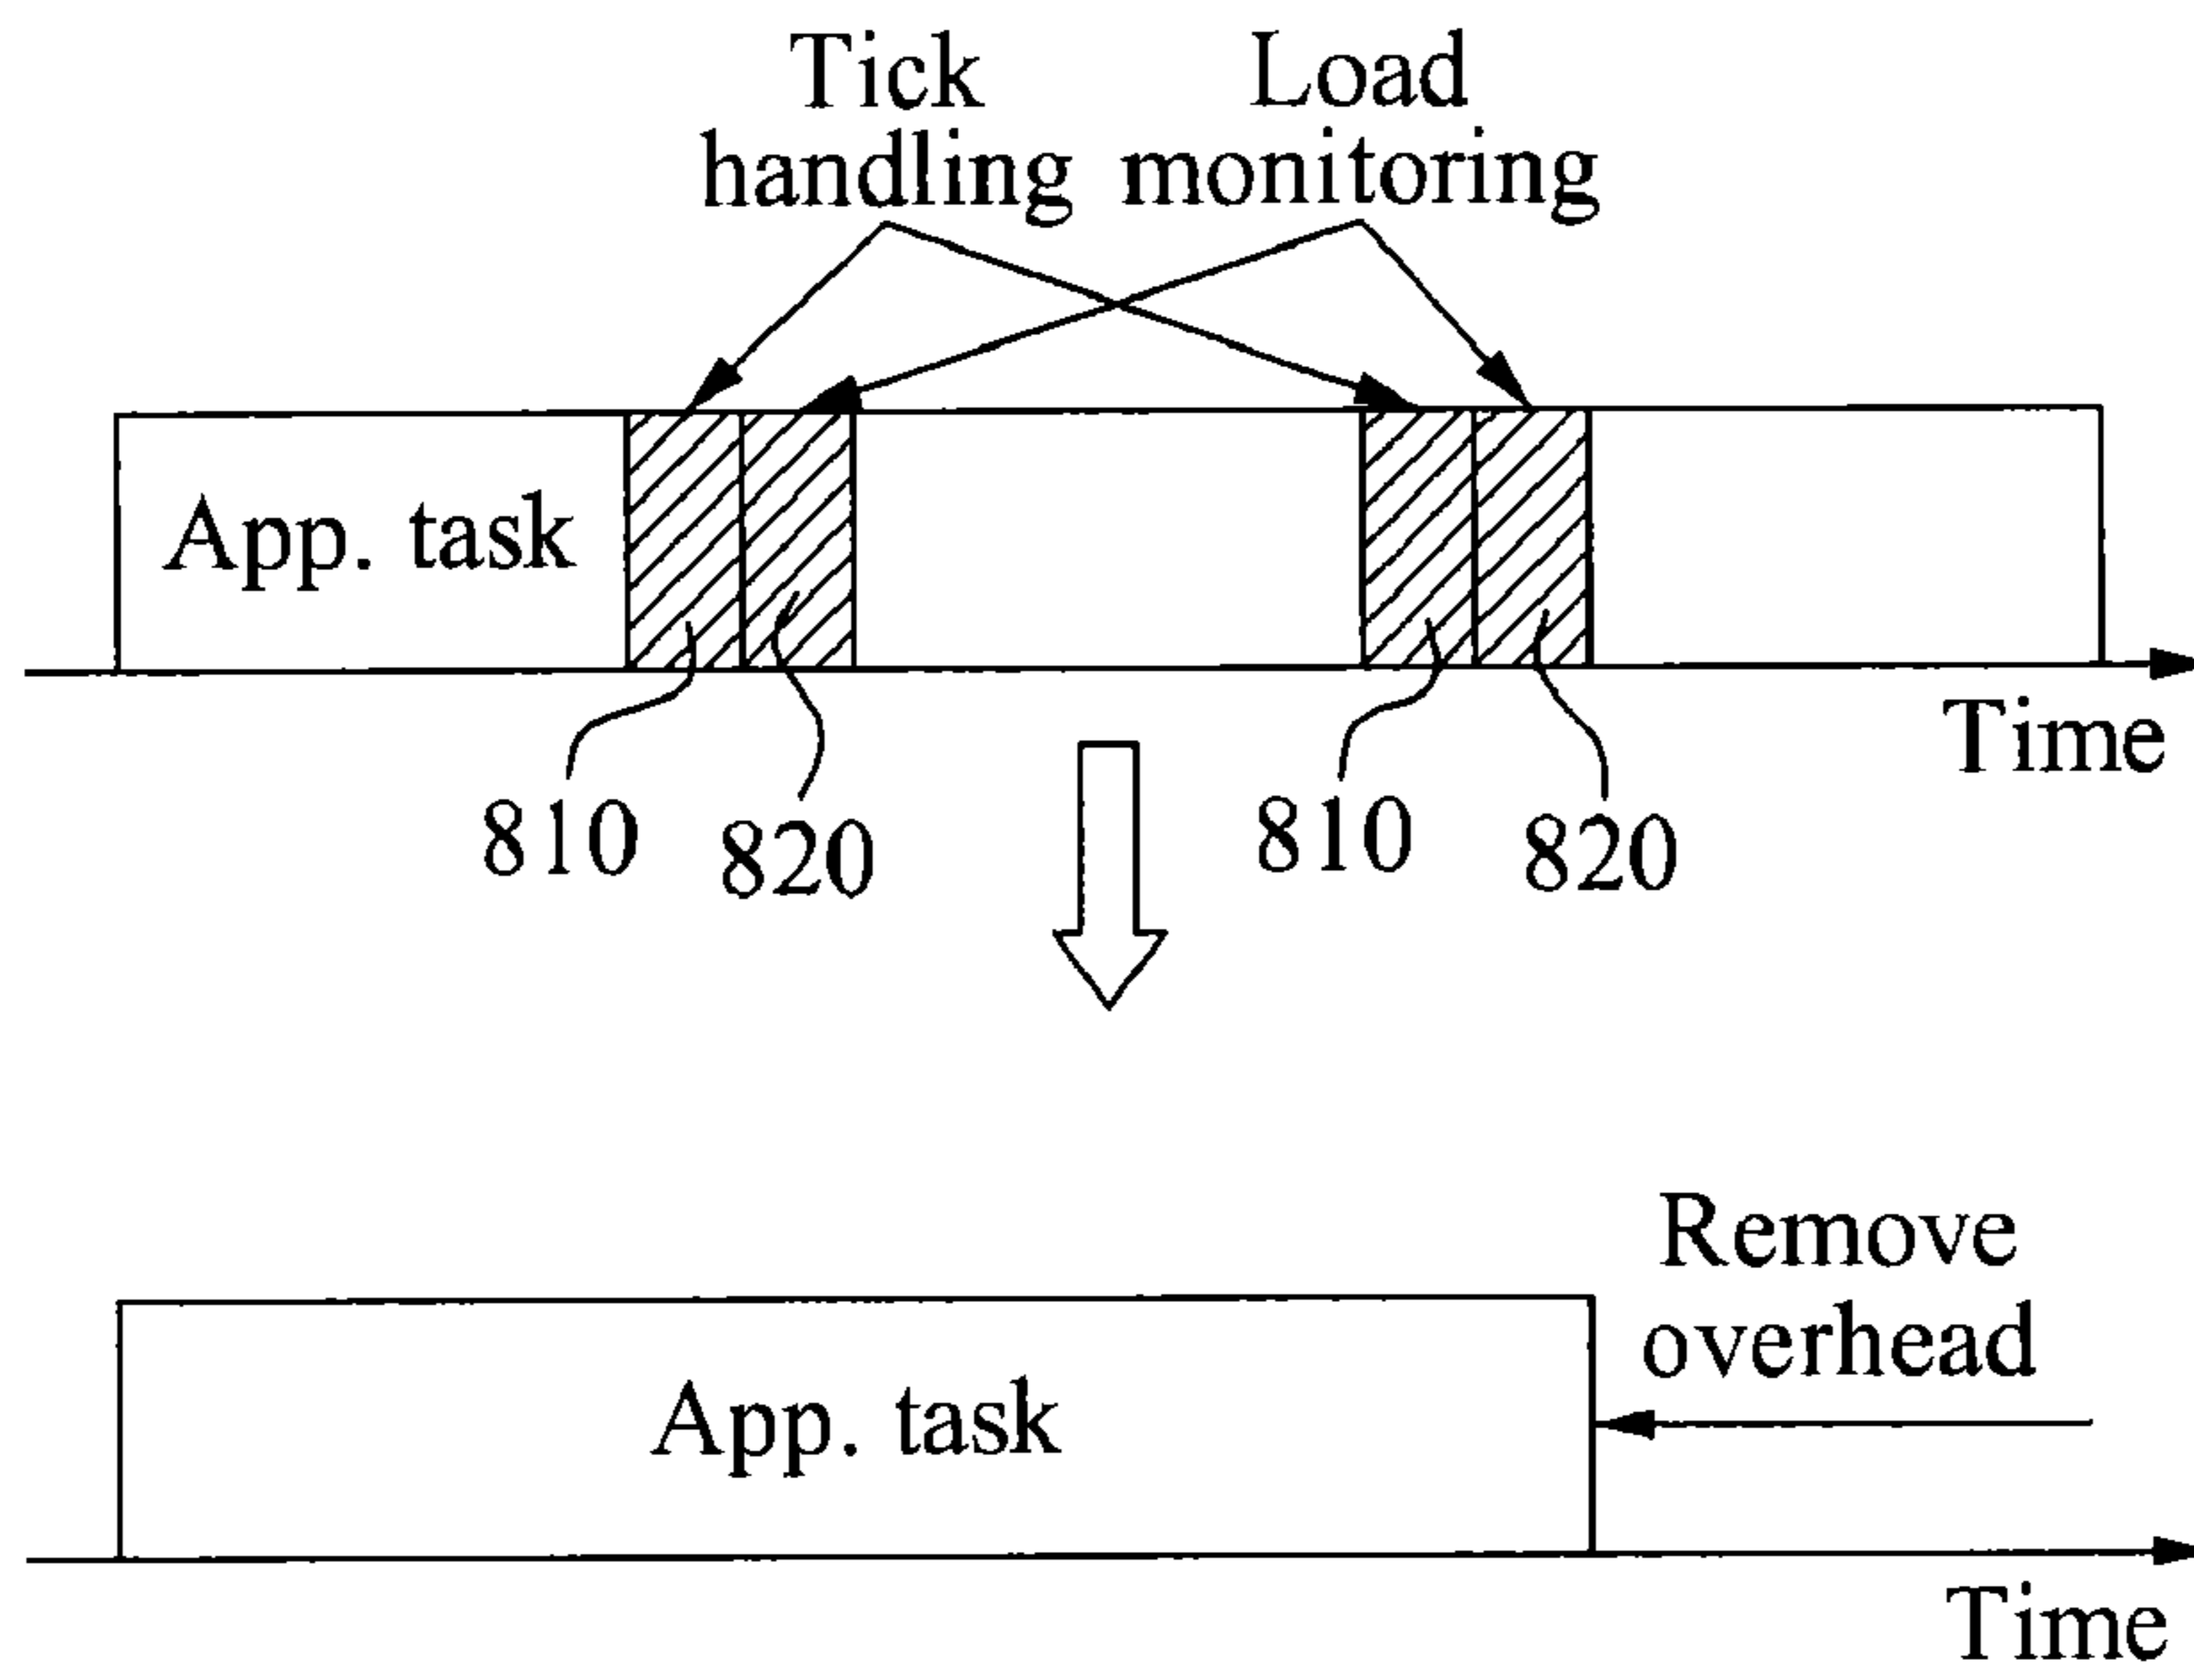 Tick
handling
Load
monitoring
App. task
Time
810
820
810
820
Remove
overhead
App. task
Time